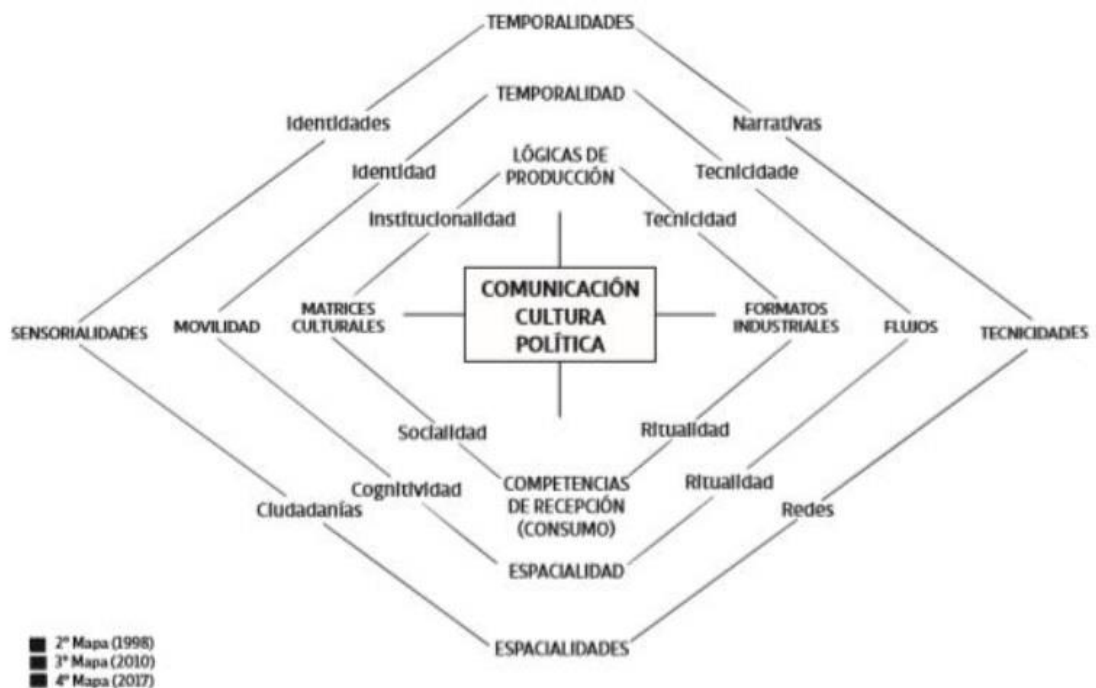 TEMPORALIDADES
Identidades
Narrativas
TEMPORALIDAD
Identidad
Tecnicidade
LÓGICAS DE
PRODUCCIÓN
Institucionalidad
Tecnicidad
COMUNICACIÓN
CULTURA
POLÍTICA
SENSORIALIDADES
MOVILIDAD
MATRICES
CULTURALES
FORMATOS
INDUSTRIALES
FLUJOS
TECNICIDADES
Socialidad
Ritualidad
COMPETENCIAS
DE RECEPCIÓN
(CONSUMO)
Cognitividad
Ritualidad
Ciudadanías
Redes
ESPACIALIDAD
ESPACIALIDADES
2º Mapa (1998)
3º Mapa (2010)
4º Mapa (2017)